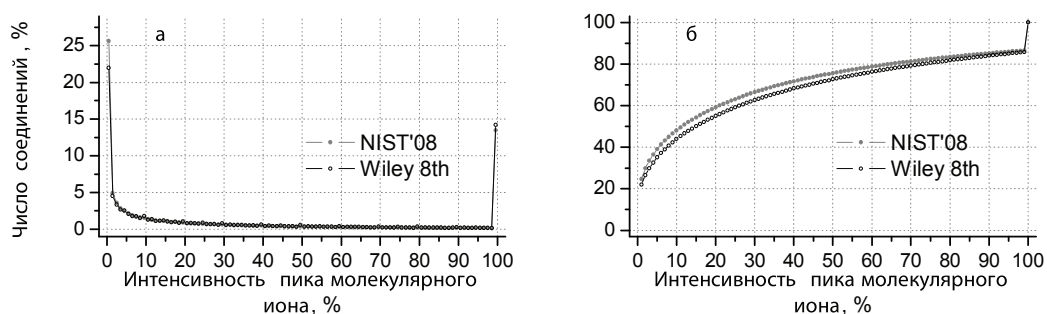 Число соединений , %
25
20
15
10
5
0
а
NIST'08
Wiley 8th
0 10 20 30 40 50 60 70 80 90 100
Интенсивность пика молекулярного
иона, %
100
80
60
40
20
0
б
NIST'08
Wiley 8th
0 10 20 30 40 50 60 70 80 90 100
Интенсивность пика молекулярного
иона, %